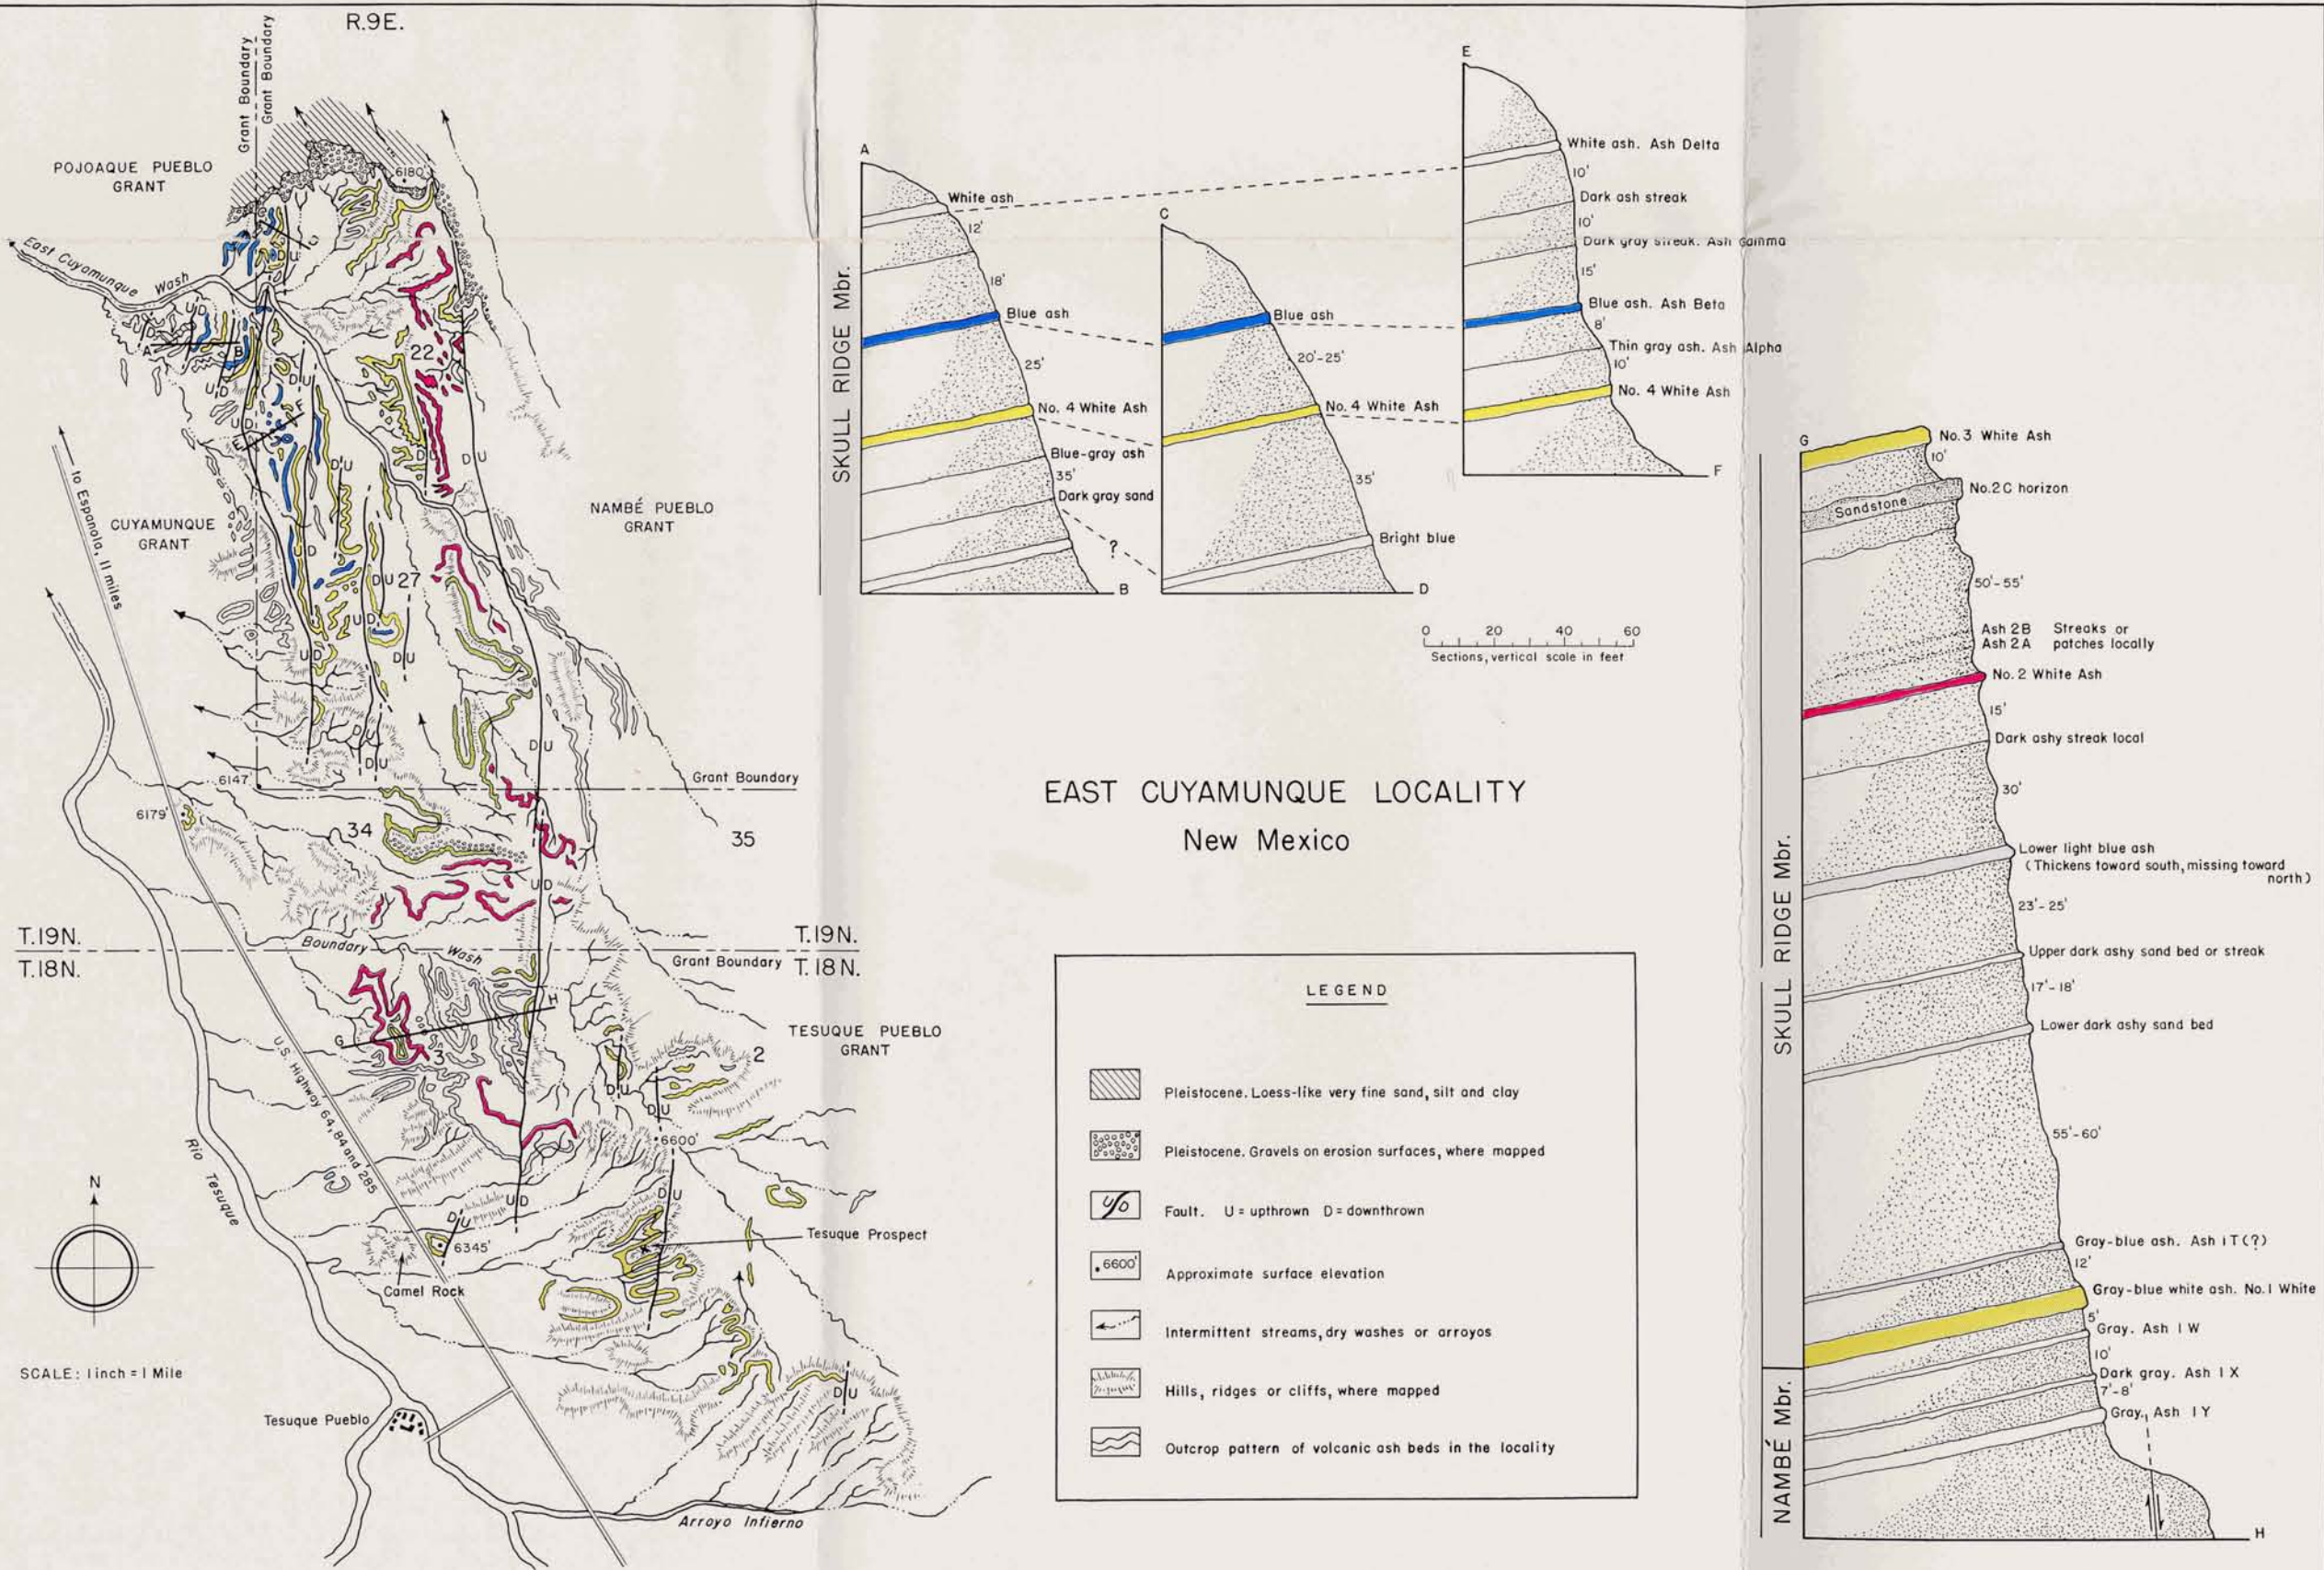 R.9E.
Grant Boundary
Grant Boundary
POJOAQUE PUEBLO
GRANT
6180'
East Cuyamunque Wash
C
D U
U D
A
B
22
U D
D U
F
U D
E
D U
D U
D U
to Espanola, 11 miles
CUYAMUNQUE
GRANT
NAMBÉ PUEBLO
GRANT
U D
D U
27
U D
U D
D U
D U
D U
D U
6147'
Grant Boundary
6179'
34
35
U D
T.19N.
T.18N.
Boundary Wash
T.19N.
Grant Boundary
T.18N.
H
G
3
2
TESUQUE PUEBLO
GRANT
D U
D U
U.S. Highway 64, 84 and 285
6600'
Rio Tesuque
N
D U
U D
D U
6345'
Tesuque Prospect
Camel Rock
SCALE: 1 inch = 1 Mile
Tesuque Pueblo
D U
Arroyo Infierno
SKULL RIDGE Mbr.
A
White ash
12'
18'
Blue ash
25'
No. 4 White Ash
Blue-gray ash
35'
Dark gray sand
?
B
C
Blue ash
20'-25'
No. 4 White Ash
35'
Bright blue
D
E
White ash. Ash Delta
10'
Dark ash streak
10'
Dark gray streak. Ash Gamma
15'
Blue ash. Ash Beta
8'
Thin gray ash. Ash Alpha
10'
No. 4 White Ash
F
0 20 40 60
Sections, vertical scale in feet
EAST CUYAMUNQUE LOCALITY
New Mexico
LEGEND
Pleistocene. Loess-like very fine sand, silt and clay
Pleistocene. Gravels on erosion surfaces, where mapped
U/D
Fault. U = upthrown D = downthrown
.6600'
Approximate surface elevation
Intermittent streams, dry washes or arroyos
Hills, ridges or cliffs, where mapped
Outcrop pattern of volcanic ash beds in the locality
SKULL RIDGE Mbr.
SKULL RIDGE Mbr.
NAMBÉ Mbr.
G
No. 3 White Ash
10'
No. 2C horizon
Sandstone
50'-55'
Ash 2B Streaks or
Ash 2A patches locally
No. 2 White Ash
15'
Dark ashy streak local
30'
Lower light blue ash
(Thickens toward south, missing toward
north)
23'-25'
Upper dark ashy sand bed or streak
17'-18'
Lower dark ashy sand bed
55'-60'
Gray-blue ash. Ash 1T(?)
12'
Gray-blue white ash. No. 1 White
5'
Gray. Ash 1W
10'
Dark gray. Ash 1X
7'-8'
Gray. Ash 1Y
H